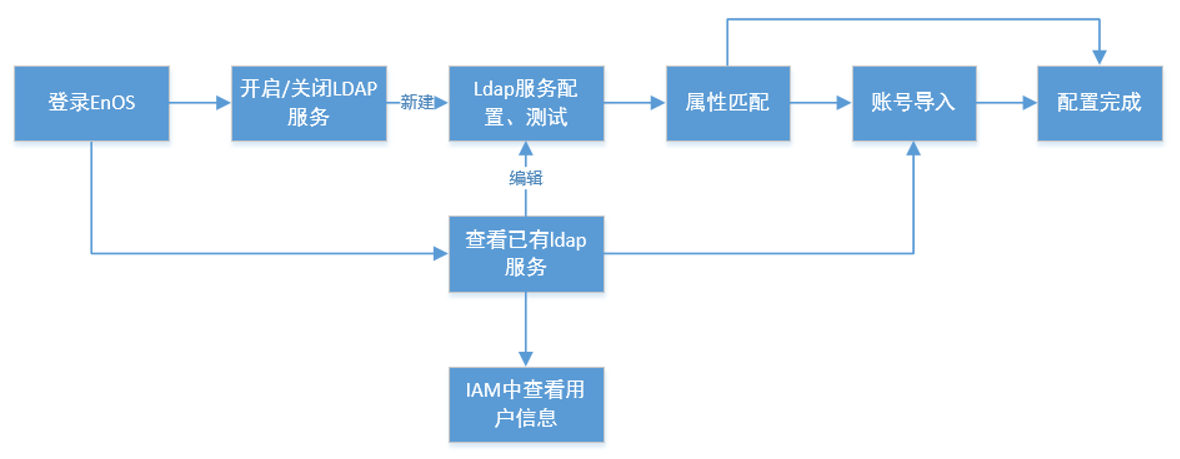 登录EnOS
开启/关闭LDAP
服务
新建
Ldap服务配
置、测试
属性匹配
账号导入
配置完成
编辑
查看已有ldap
服务
IAM中查看用
户信息